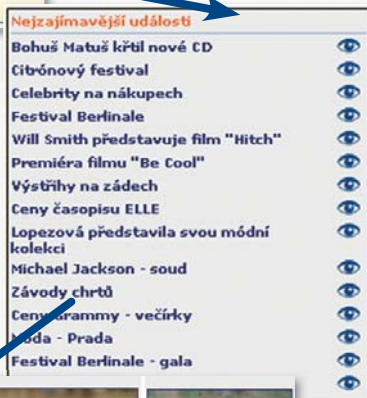 Nejzajímavější události
Bohuš Matuš křtil nové CD
Citrónový festival
Celebrity na nákupech
Festival Berlinale
Will Smith představuje film "Hitch"
Premiéra filmu "Be Cool"
Výstřihy na zádech
Ceny časopisu ELLE
Lopezová představila svou módní
kolekci
Michael Jackson - soud
Závody chrtů
Ceny Grammy - večírky
Móda - Prada
Festival Berlinale - gala